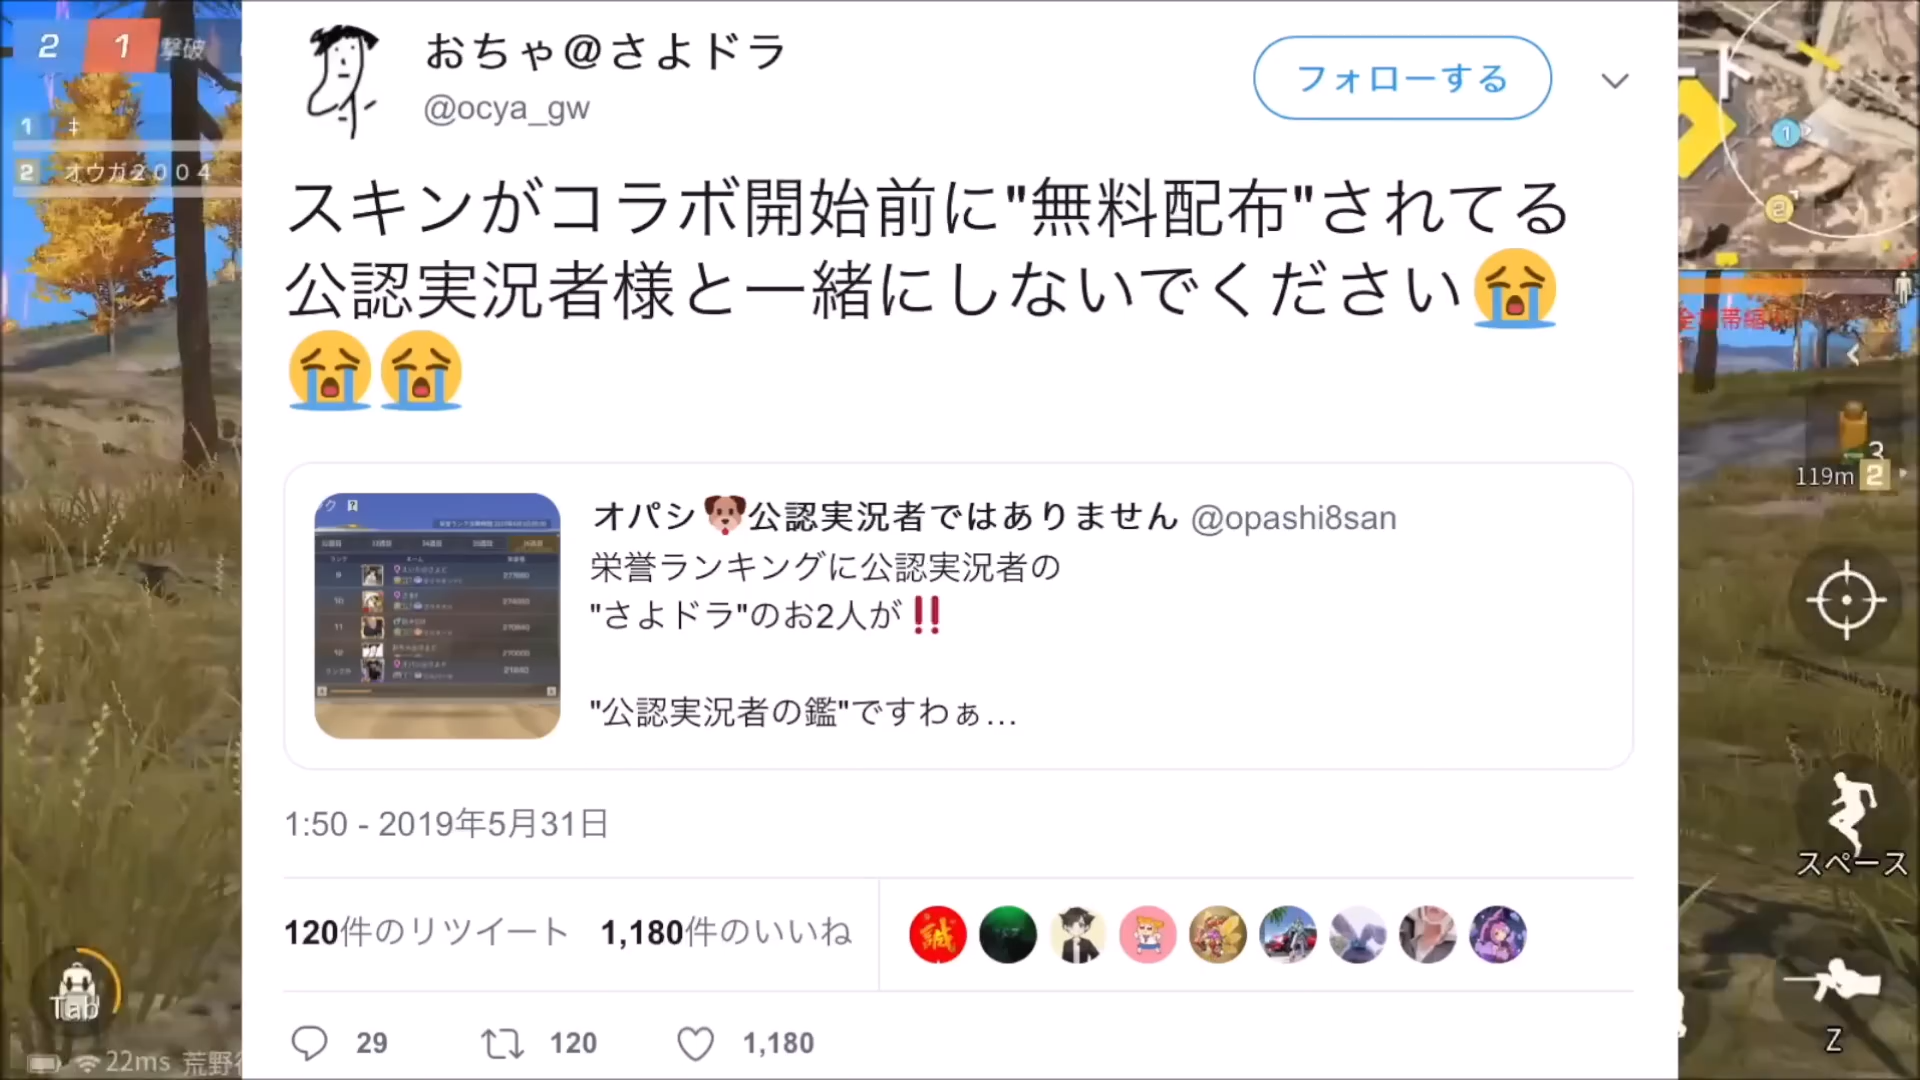 2 1 撃破
1 ㆐
2 オウガ2004
おちゃ@さよドラ
@ocya_gw
フォローする
スキンがコラボ開始前に"無料配布"されてる
公認実況者様と一緒にしないでください😭
😭😭
オパシ🐶公認実況者ではありません @opashi8san
栄誉ランキングに公認実況者の
"さよドラ"のお2人が‼️
"公認実況者の鑑"ですわぁ…
1:50 - 2019年5月31日
120件のリツイート 1,180件のいいね
誠
29 120 1,180
1
2
3
119m 2
スペース
Tab
Z
22ms 荒野行